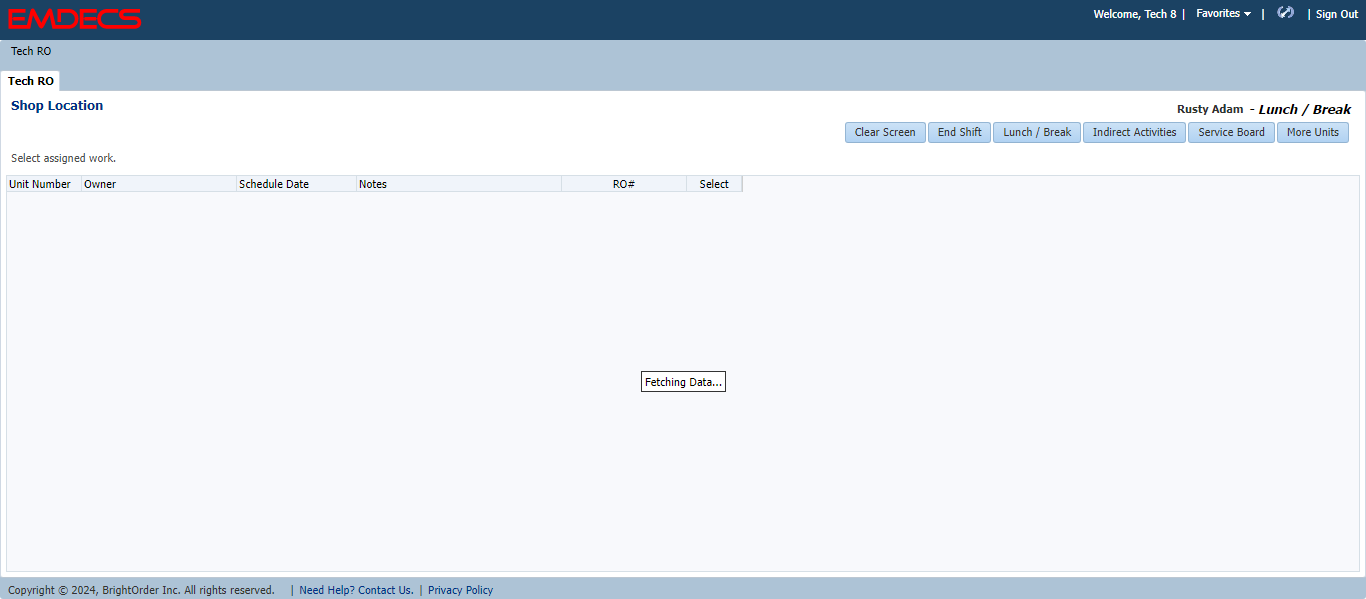 EMDECS
Welcome, Tech 8 | Favorites | | Sign Out
Tech RO
Tech RO
Shop Location
Rusty Adam - Lunch / Break
Clear Screen End Shift Lunch / Break Indirect Activities Service Board More Units
Select assigned work.
Unit Number Owner Schedule Date Notes RO# Select
Fetching Data...
Copyright © 2024, BrightOrder Inc. All rights reserved. | Need Help? Contact Us. | Privacy Policy